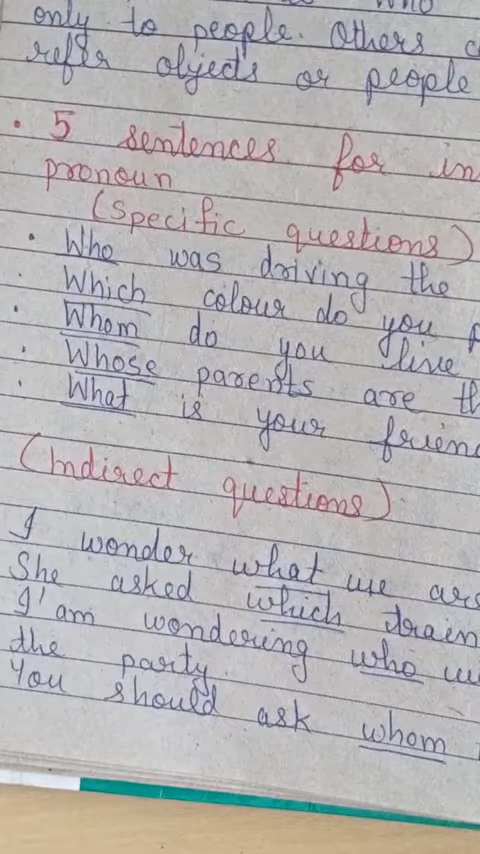 only to people. Others
refer objects or people
• 5 sentences for in
pronoun
(Specific questions)
• Who was driving the
• Which colour do you
• Whom do you live
• Whose parents are th
• What is your frien
(Indirect questions)
I wonder what we are
She asked which train
I'am wondering who
the party.
You should ask whom